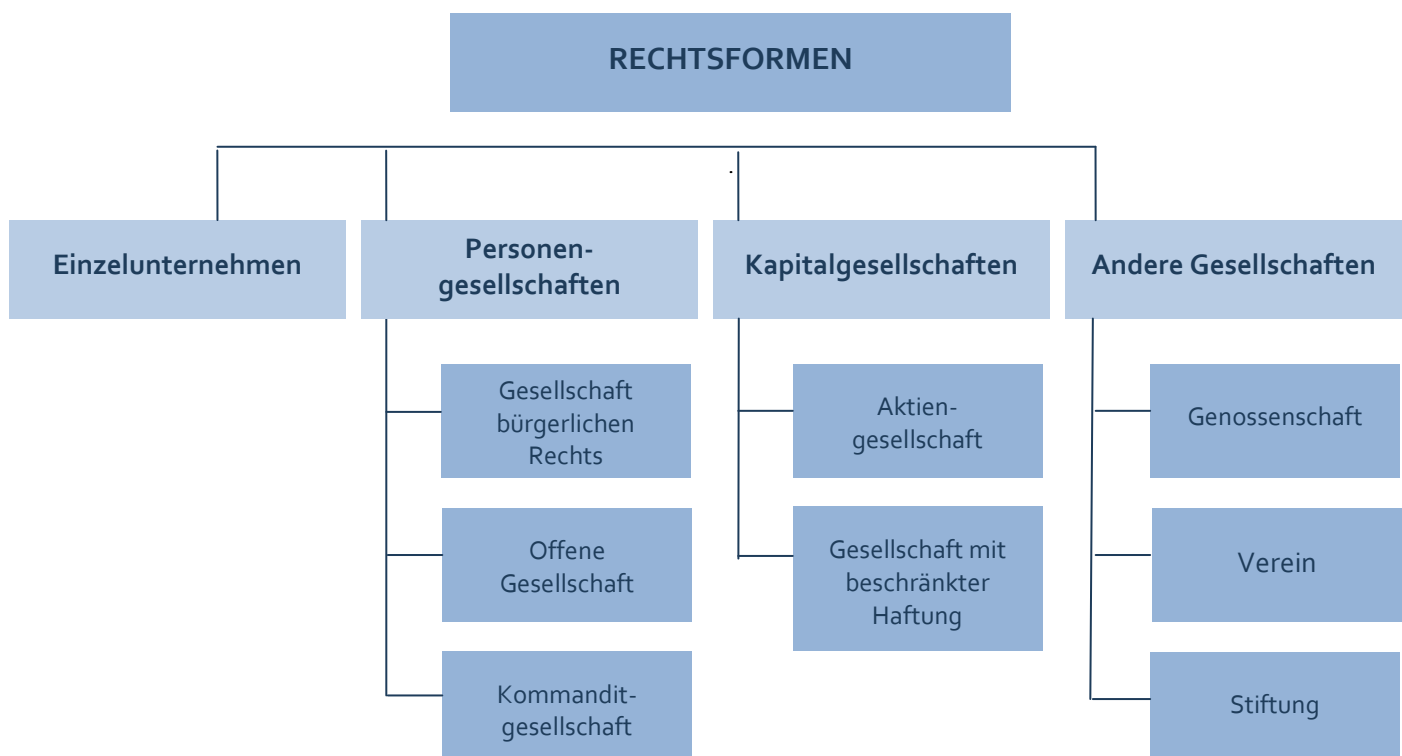 RECHTSFORMEN
Einzelunternehmen
Personen-
gesellschaften
Kapitalgesellschaften
Andere Gesellschaften
Gesellschaft
bürgerlichen
Rechts
Aktien-
gesellschaft
Genossenschaft
Offene
Gesellschaft
Gesellschaft mit
beschränkter
Haftung
Verein
Kommandit-
gesellschaft
Stiftung